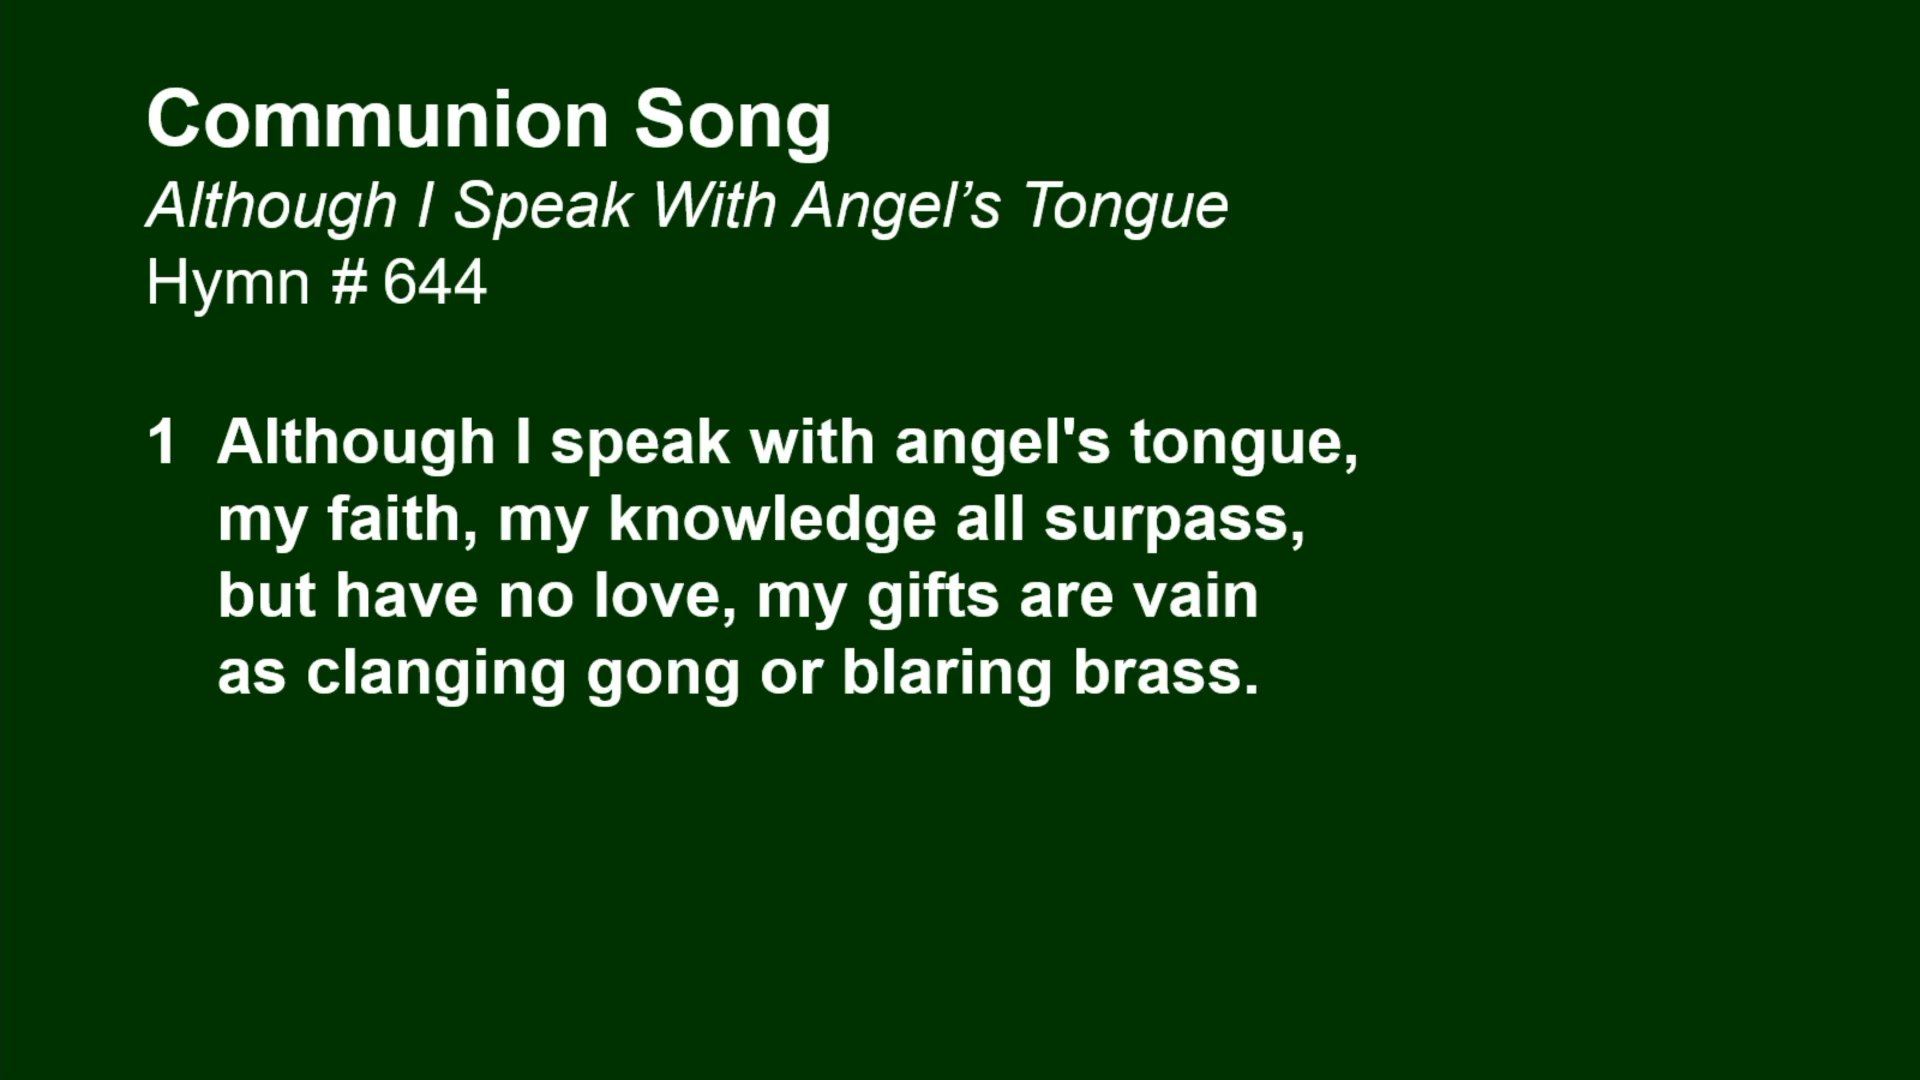 Communion Song
Although I Speak With Angel’s Tongue
Hymn # 644
1 Although I speak with angel's tongue,
my faith, my knowledge all surpass,
but have no love, my gifts are vain
as clanging gong or blaring brass.